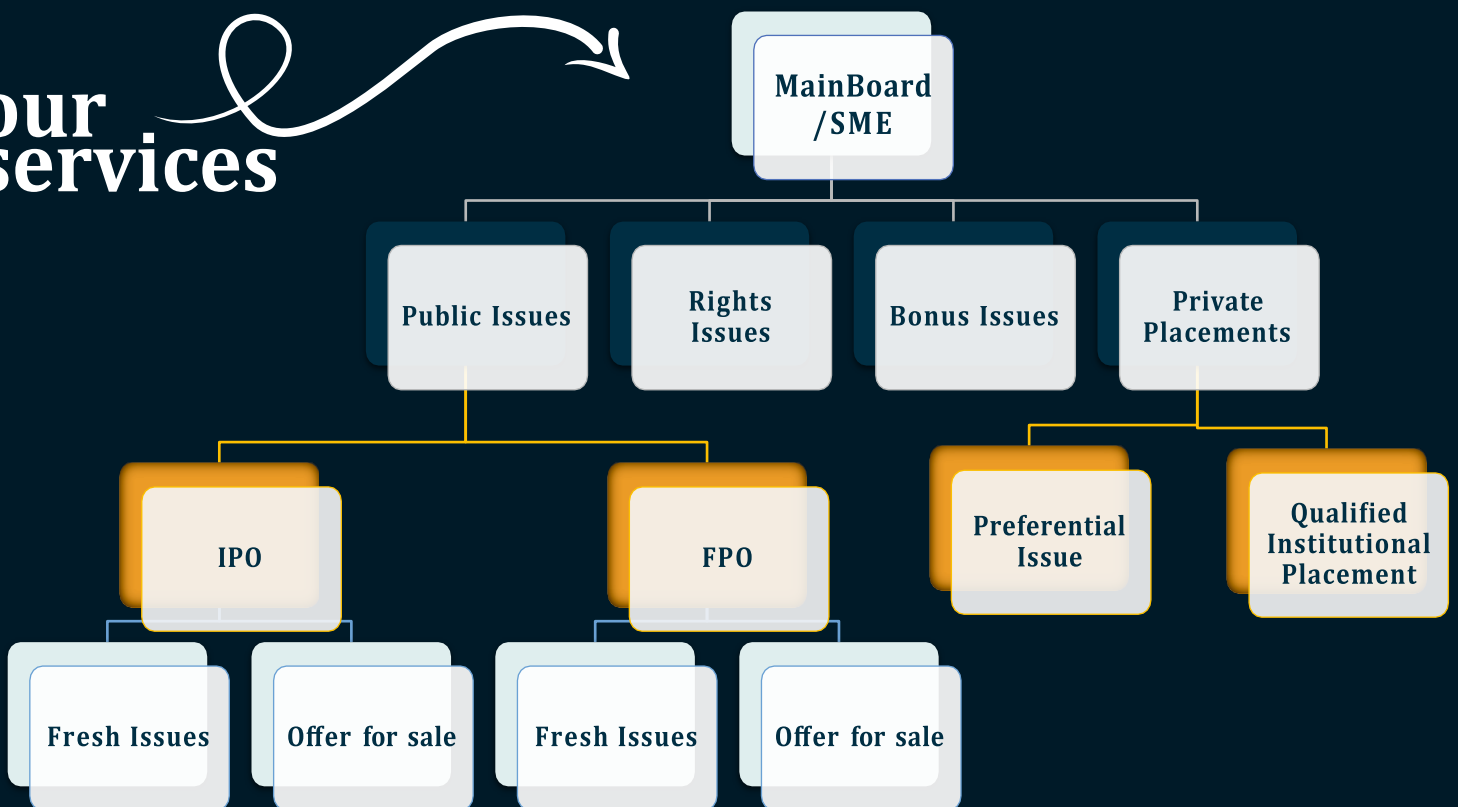 our
services
MainBoard
/SME
Public Issues
Rights
Issues
Bonus Issues
Private
Placements
IPO
FPO
Preferential
Issue
Qualified
Institutional
Placement
Fresh Issues
Offer for sale
Fresh Issues
Offer for sale